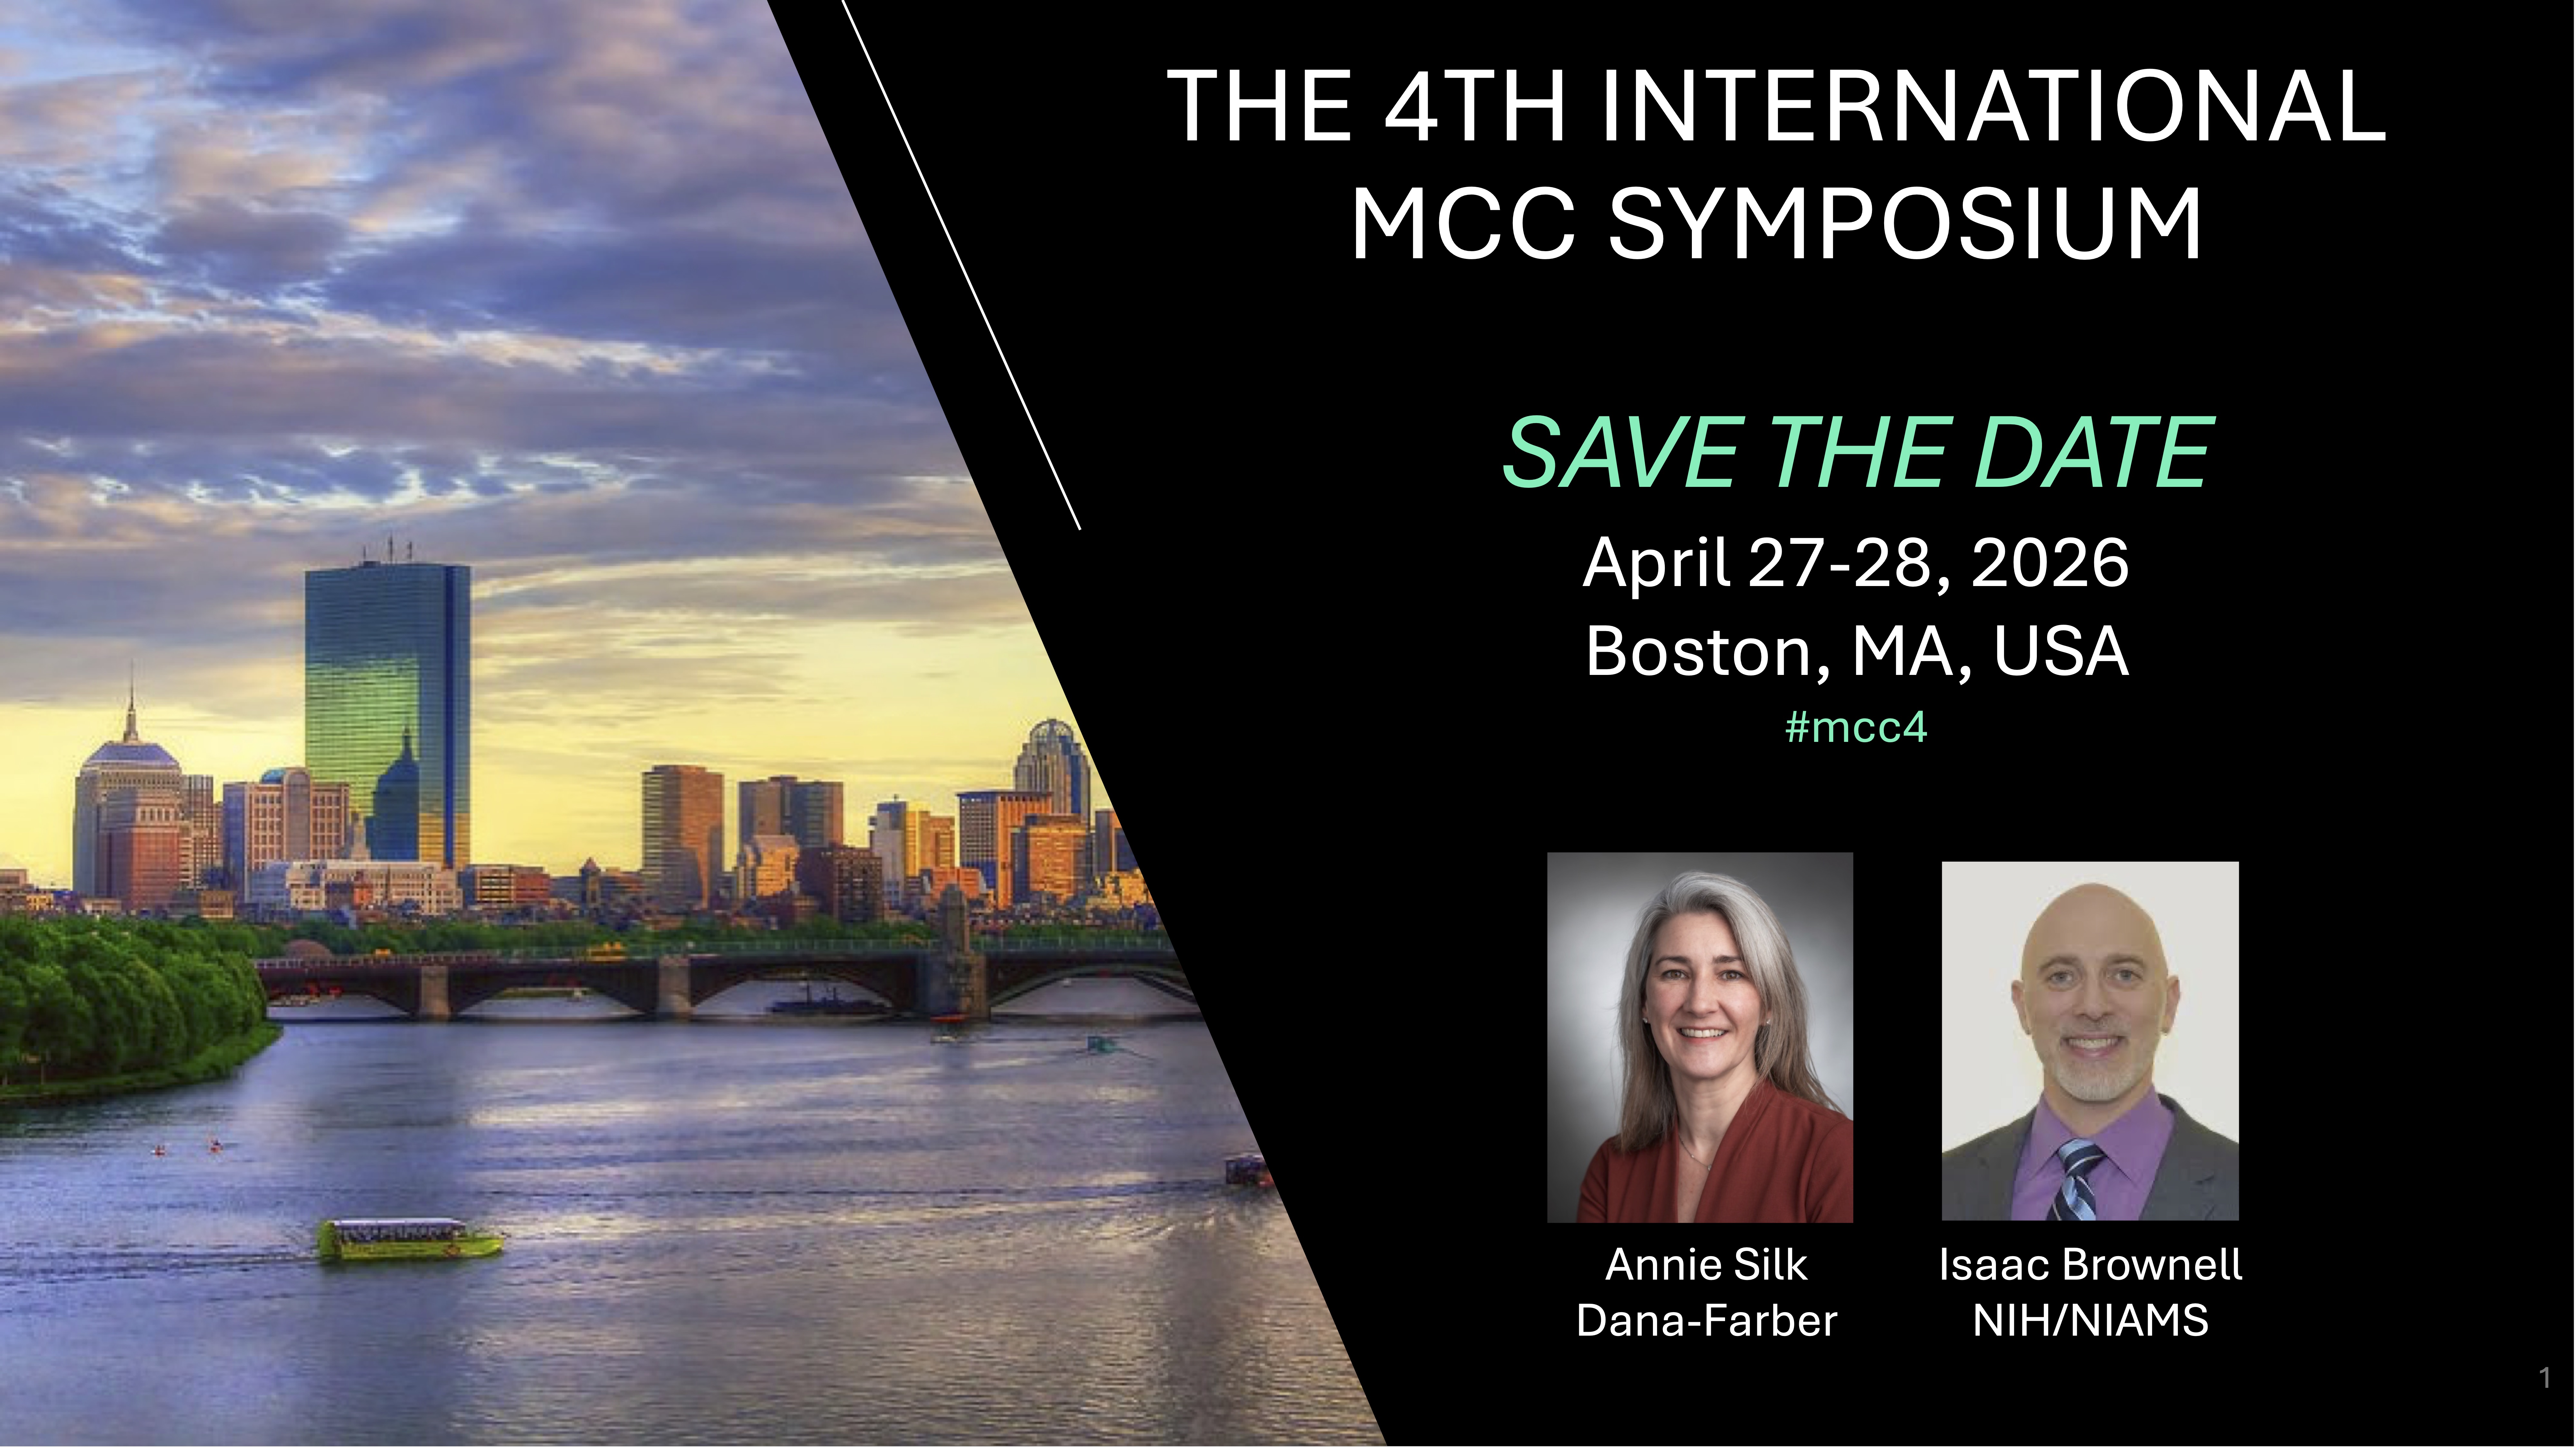 THE 4TH INTERNATIONAL
MCC SYMPOSIUM
SAVE THE DATE
April 27-28, 2026
Boston, MA, USA
#mcc4
Annie Silk
Dana-Farber
Isaac Brownell
NIH/NIAMS
1